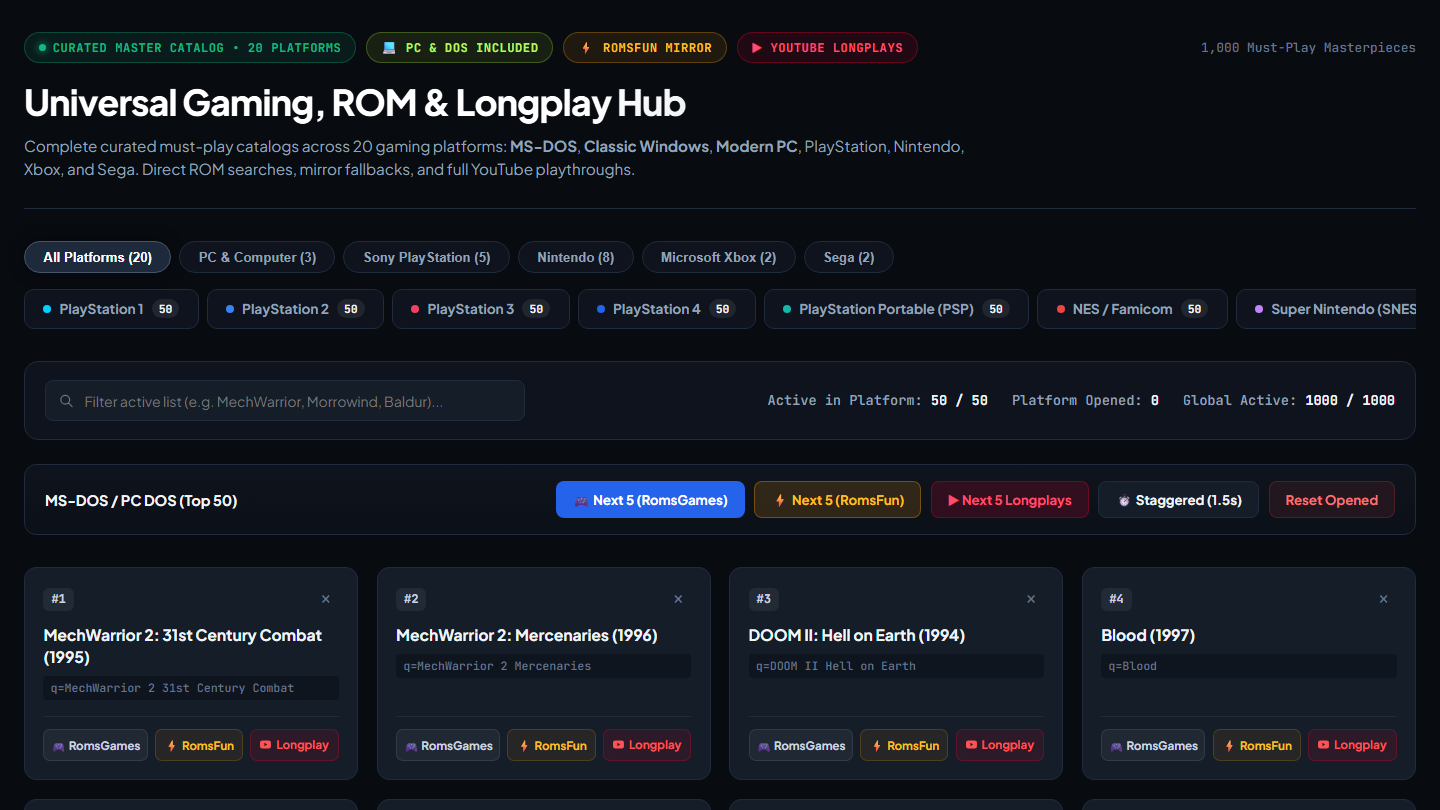 CURATED MASTER CATALOG • 20 PLATFORMS
PC & DOS INCLUDED
ROMSFUN MIRROR
YOUTUBE LONGPLAYS
1,000 Must-Play Masterpieces
Universal Gaming, ROM & Longplay Hub
Complete curated must-play catalogs across 20 gaming platforms: MS-DOS, Classic Windows, Modern PC, PlayStation, Nintendo,
Xbox, and Sega. Direct ROM searches, mirror fallbacks, and full YouTube playthroughs.
All Platforms (20)
PC & Computer (3)
Sony PlayStation (5)
Nintendo (8)
Microsoft Xbox (2)
Sega (2)
PlayStation 1 50
PlayStation 2 50
PlayStation 3 50
PlayStation 4 50
PlayStation Portable (PSP) 50
NES / Famicom 50
Super Nintendo (SNES
Filter active list (e.g. MechWarrior, Morrowind, Baldur)...
Active in Platform: 50 / 50
Platform Opened: 0
Global Active: 1000 / 1000
MS-DOS / PC DOS (Top 50)
Next 5 (RomsGames)
Next 5 (RomsFun)
Next 5 Longplays
Staggered (1.5s)
Reset Opened
#1 ×
MechWarrior 2: 31st Century Combat
(1995)
q=MechWarrior 2 31st Century Combat
RomsGames
RomsFun
Longplay
#2 ×
MechWarrior 2: Mercenaries (1996)
q=MechWarrior 2 Mercenaries
RomsGames
RomsFun
Longplay
#3 ×
DOOM II: Hell on Earth (1994)
q=DOOM II Hell on Earth
RomsGames
RomsFun
Longplay
#4 ×
Blood (1997)
q=Blood
RomsGames
RomsFun
Longplay